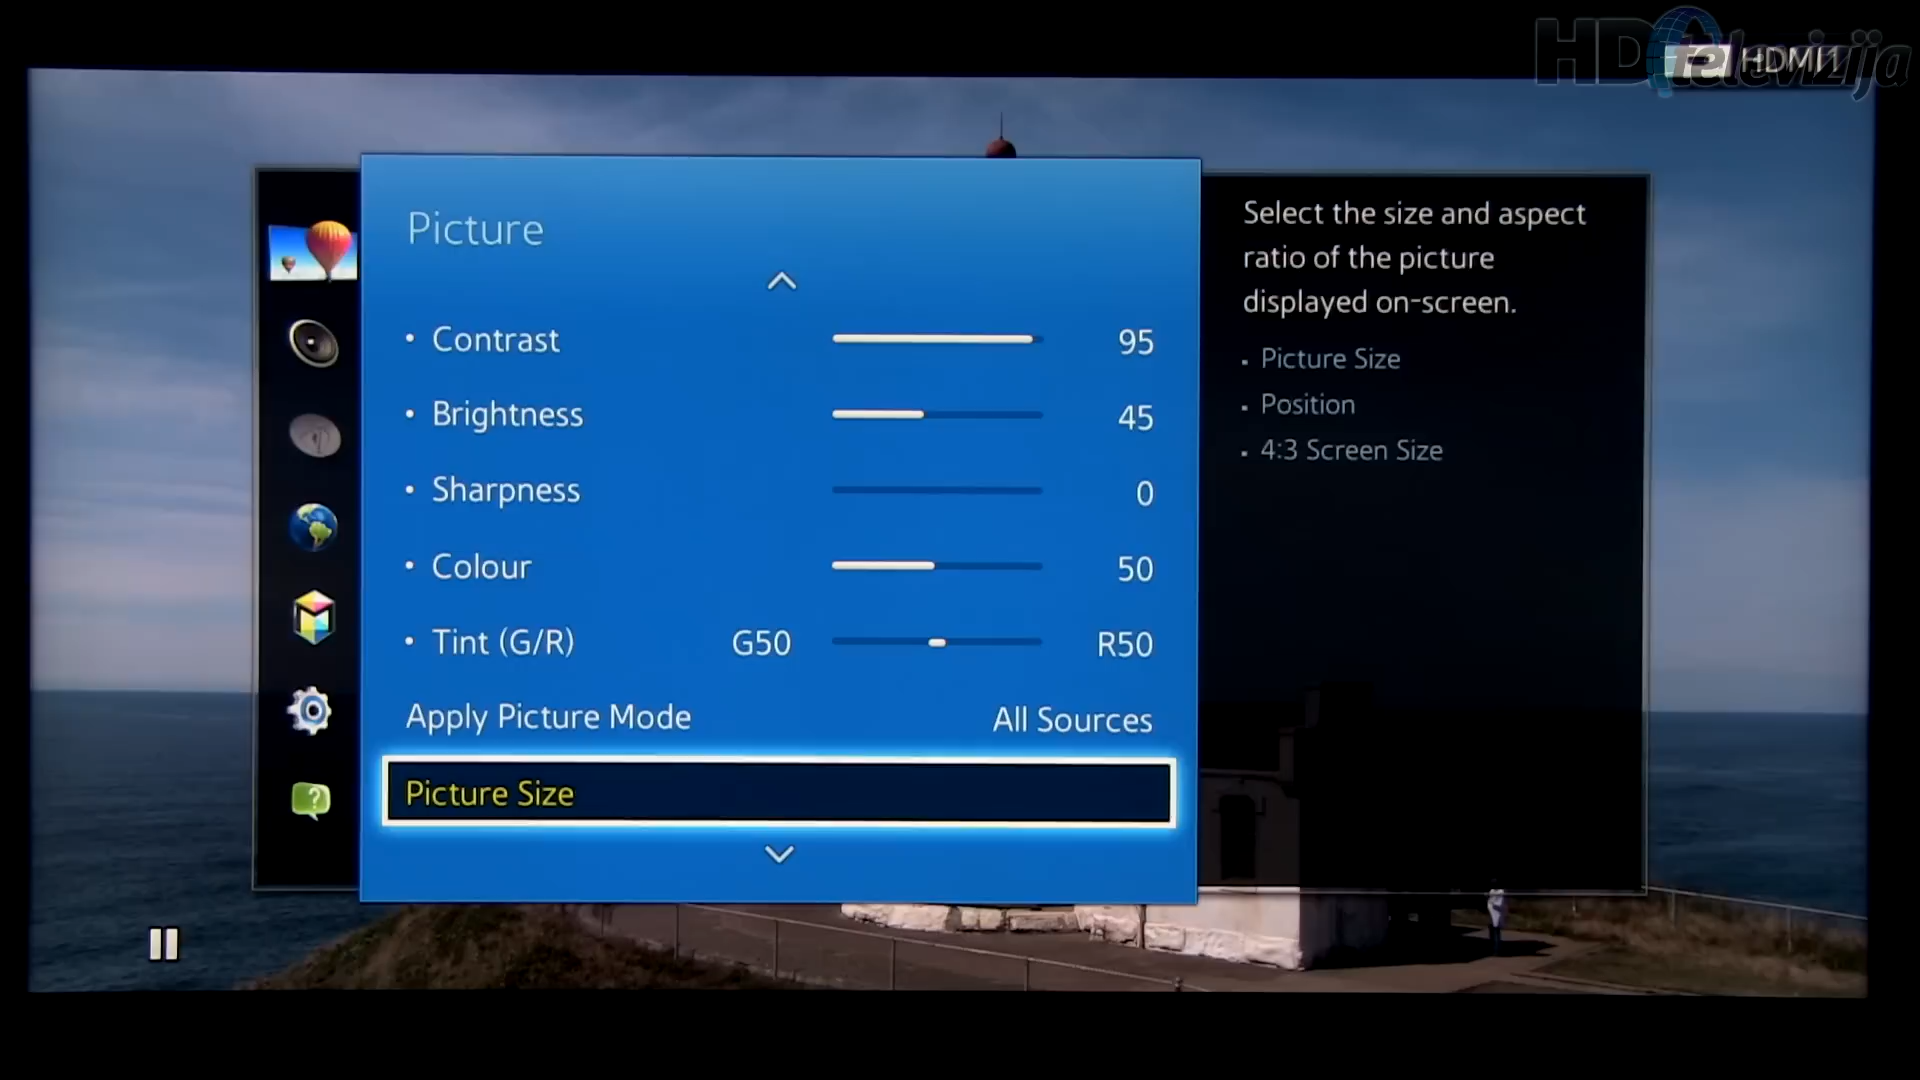 HD televizija
HDMI1
Picture
Contrast 95
Brightness 45
Sharpness 0
Colour 50
Tint (G/R) G50 R50
Apply Picture Mode All Sources
Picture Size
Select the size and aspect
ratio of the picture
displayed on-screen.
Picture Size
Position
4:3 Screen Size
?